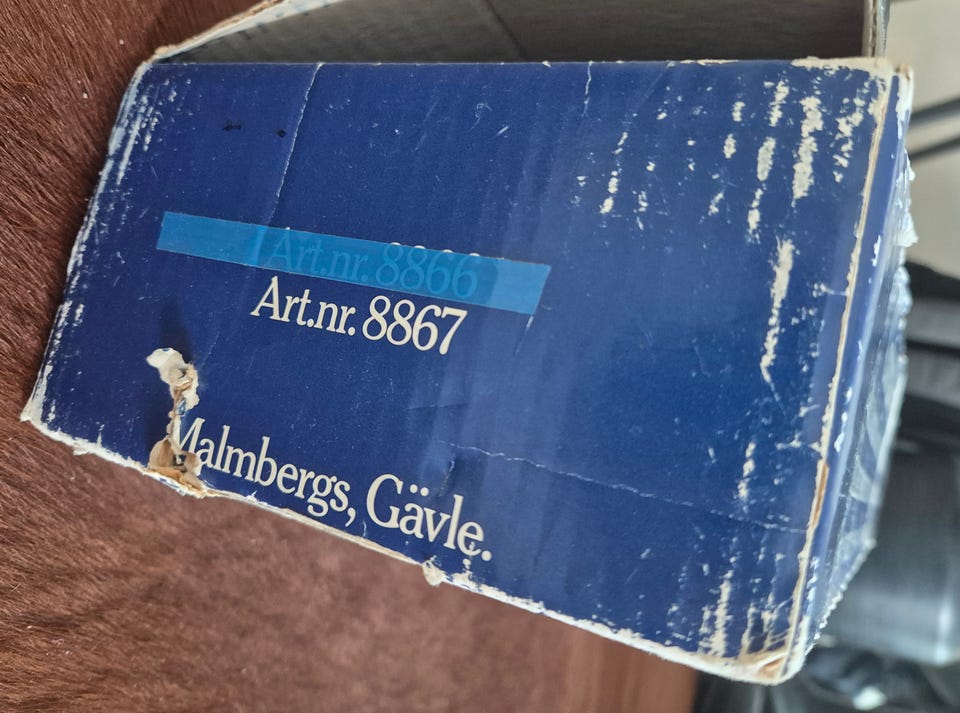 Art.nr. 8866
Art.nr. 8867
Malmbergs, Gävle.